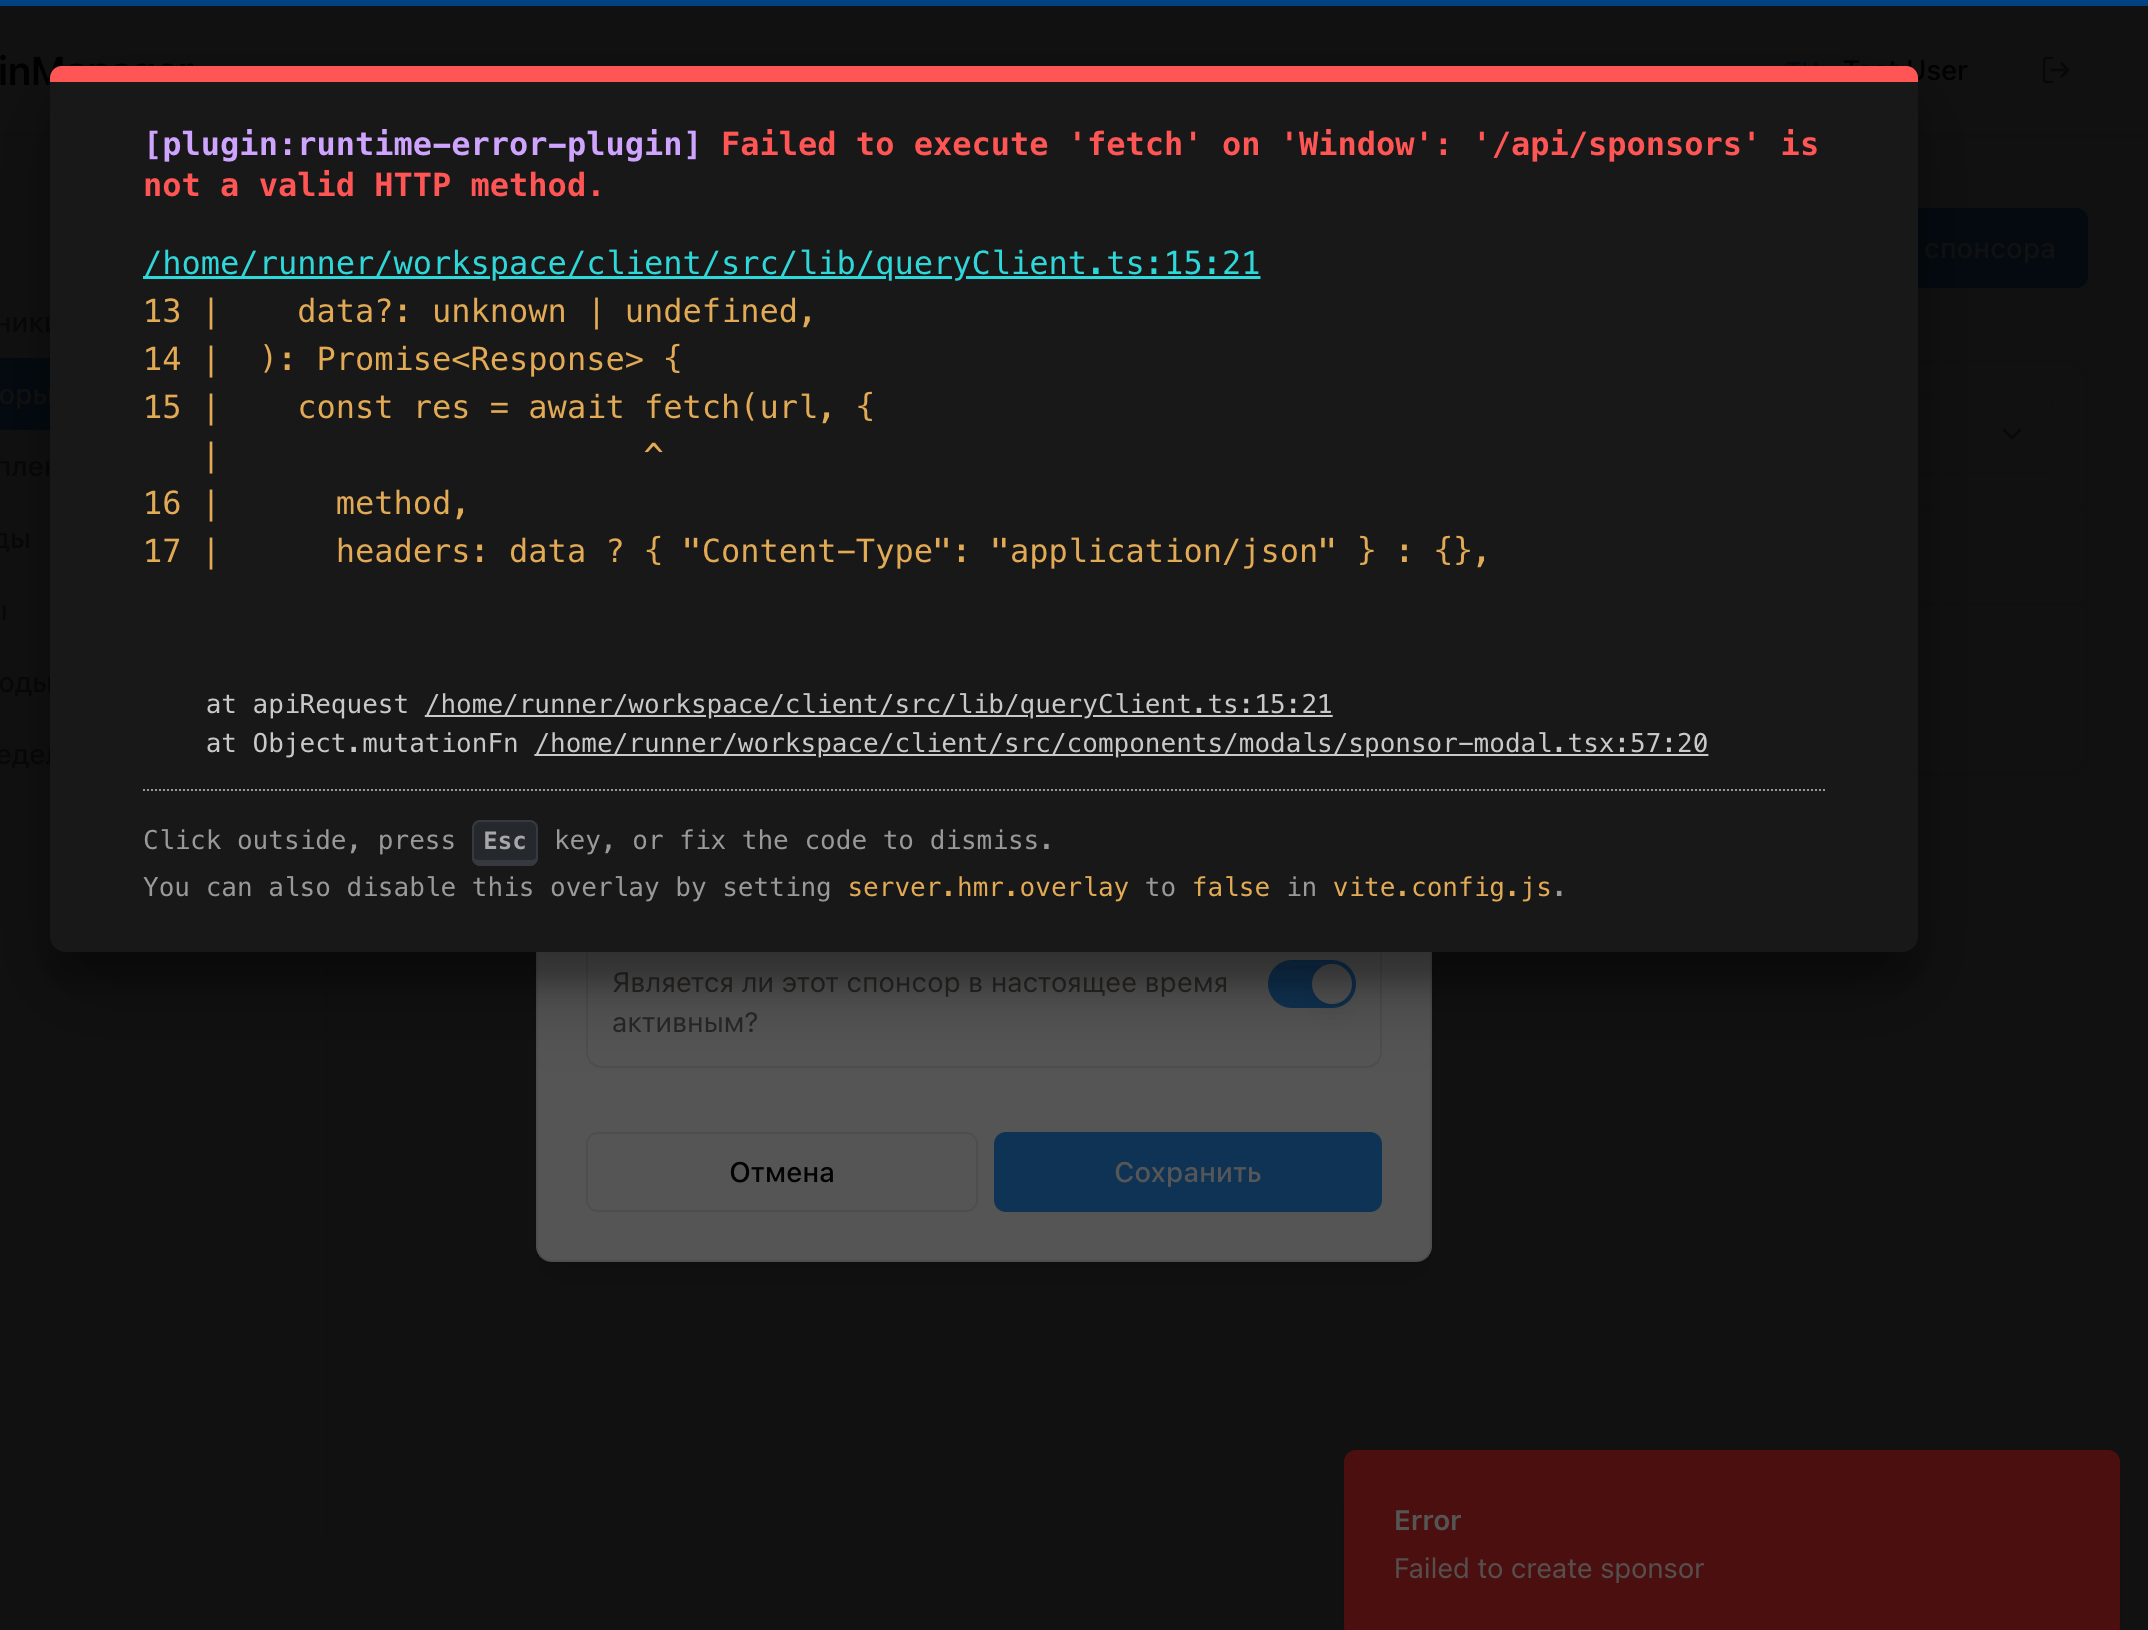 User
[plugin:runtime-error-plugin] Failed to execute 'fetch' on 'Window': '/api/sponsors' is
not a valid HTTP method.
спонсора
/home/runner/workspace/client/src/lib/queryClient.ts:15:21
13 |    data?: unknown | undefined,
14 |  ): Promise<Response> {
15 |    const res = await fetch(url, {
   |                      ^
16 |      method,
17 |      headers: data ? { "Content-Type": "application/json" } : {},
at apiRequest /home/runner/workspace/client/src/lib/queryClient.ts:15:21
at Object.mutationFn /home/runner/workspace/client/src/components/modals/sponsor-modal.tsx:57:20
Click outside, press Esc key, or fix the code to dismiss.
You can also disable this overlay by setting server.hmr.overlay to false in vite.config.js.
Является ли этот спонсор в настоящее время
активным?
Отмена
Сохранить
Error
Failed to create sponsor